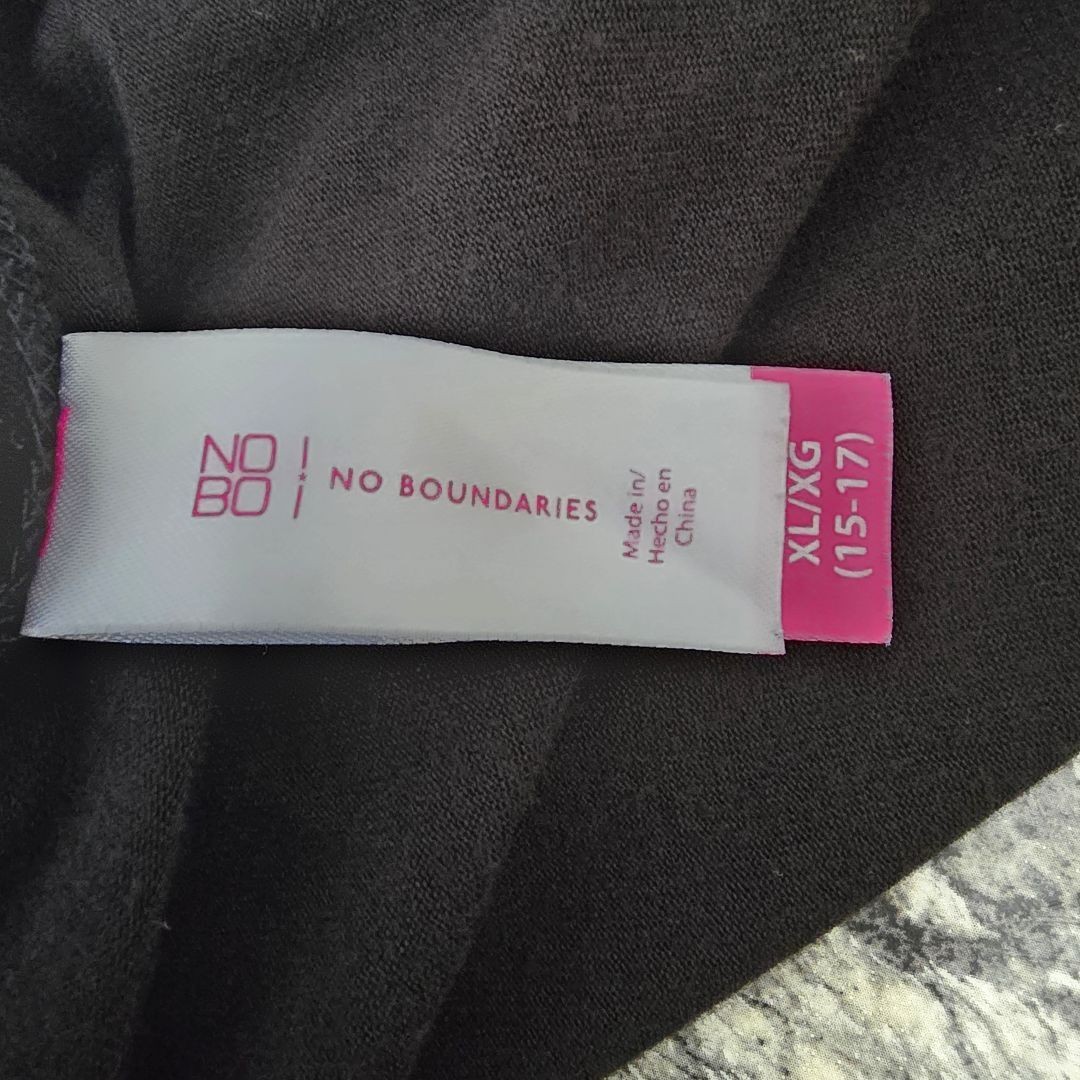 NO
BO
NO BOUNDARIES
Made in/
Hecho en
China
XL/XG
(15-17)